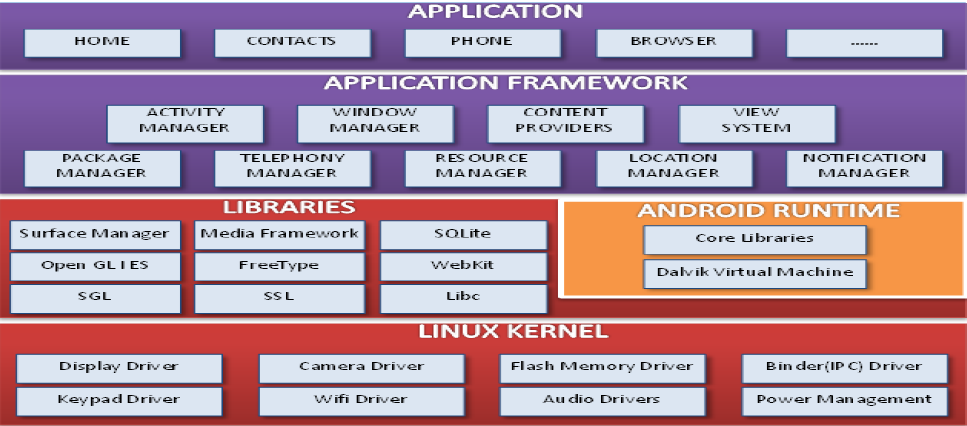 APPLICATION
HOME
CONTACTS
PHONE
BROWSER
......
APPLICATION FRAMEWORK
ACTIVITY
MANAGER
WINDOW
MANAGER
CONTENT
PROVIDERS
VIEW
SYSTEM
PACKAGE
MANAGER
TELEPHONY
MANAGER
RESOURCE
MANAGER
LOCATION
MANAGER
NOTIFICATION
MANAGER
LIBRARIES
Surface Manager
Media Framework
SQLite
Open GL I ES
FreeType
WebKit
SGL
SSL
Libc
ANDROID RUNTIME
Core Libraries
Dalvik Virtual Machine
LINUX KERNEL
Display Driver
Camera Driver
Flash Memory Driver
Binder(IPC) Driver
Keypad Driver
Wifi Driver
Audio Drivers
Power Management